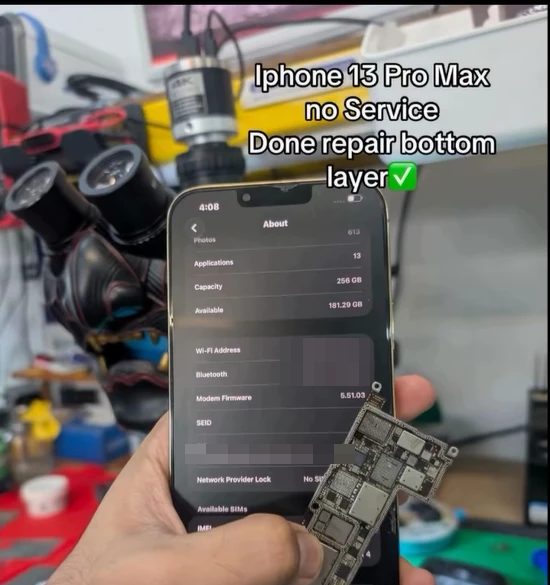 Iphone 13 Pro Max
no Service
Done repair bottom
layer✅
4:08
About
Photos 613
Applications 13
Capacity 256 GB
Available 181.29 GB
Wi-Fi Address
Bluetooth
Modem Firmware 5.51.03
SEID
Network Provider Lock No
Available SIMs
IMEI
4